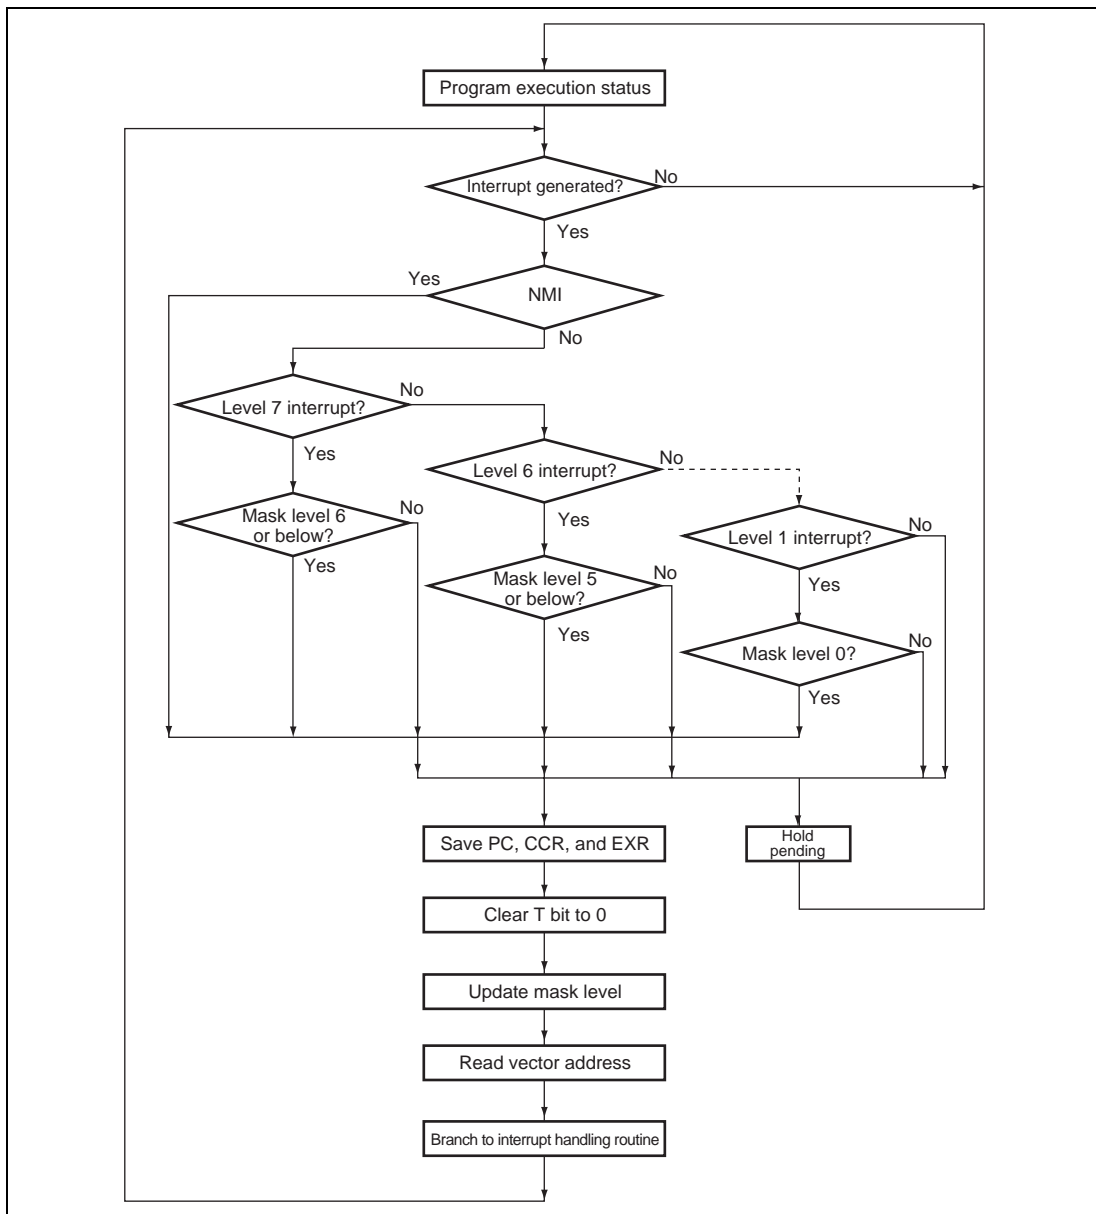 Program execution status
Interrupt generated?
No
Yes
Yes
NMI
No
Level 7 interrupt?
No
Yes
Level 6 interrupt?
No
Yes
Mask level 6
or below?
No
Yes
Level 1 interrupt?
No
Yes
Mask level 5
or below?
No
Yes
Mask level 0?
No
Yes
Save PC, CCR, and EXR
Hold
pending
Clear T bit to 0
Update mask level
Read vector address
Branch to interrupt handling routine